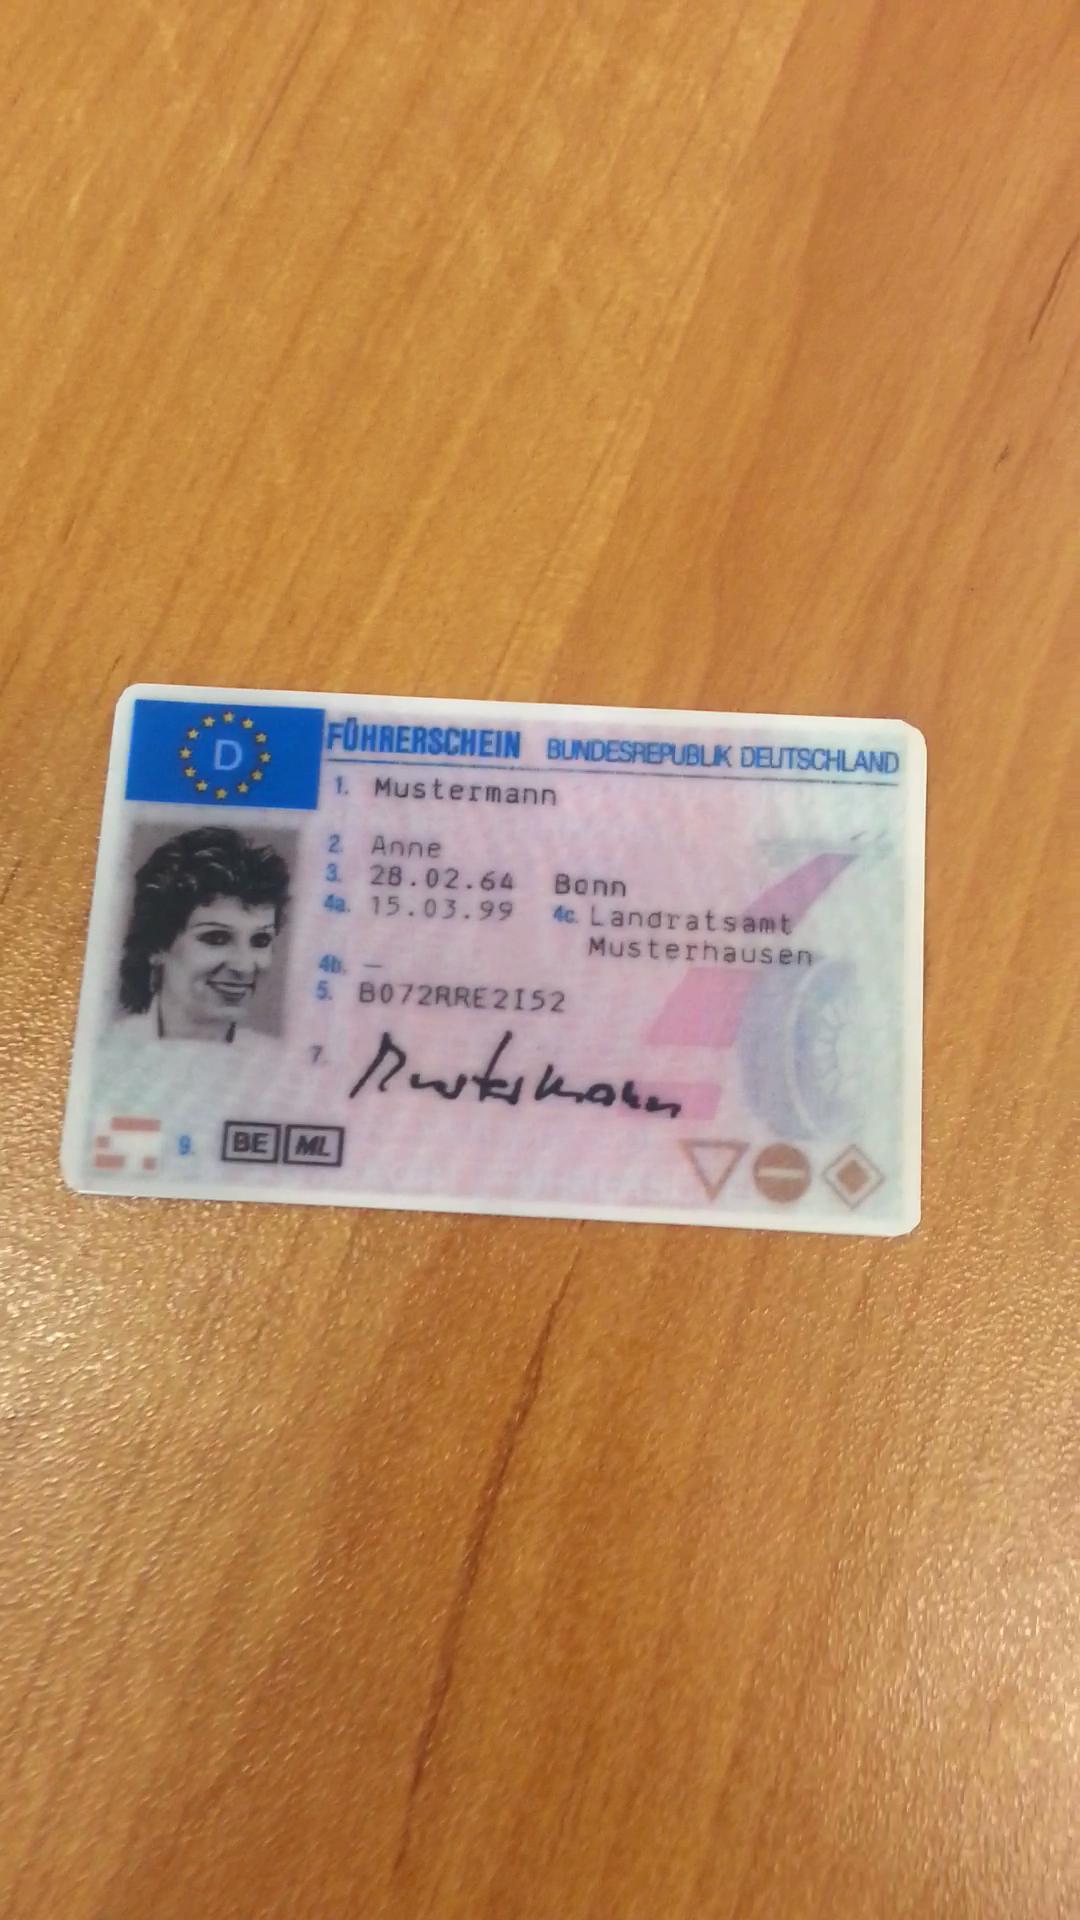 D
FÜHRERSCHEIN BUNDESREPUBLIK DEUTSCHLAND
1. Mustermann
2. Anne
3. 28.02.64 Bonn
4a. 15.03.99 4c. Landratsamt
Musterhausen
4b. —
5. B072RRE2I52
7. Mustermann
9. BE ML